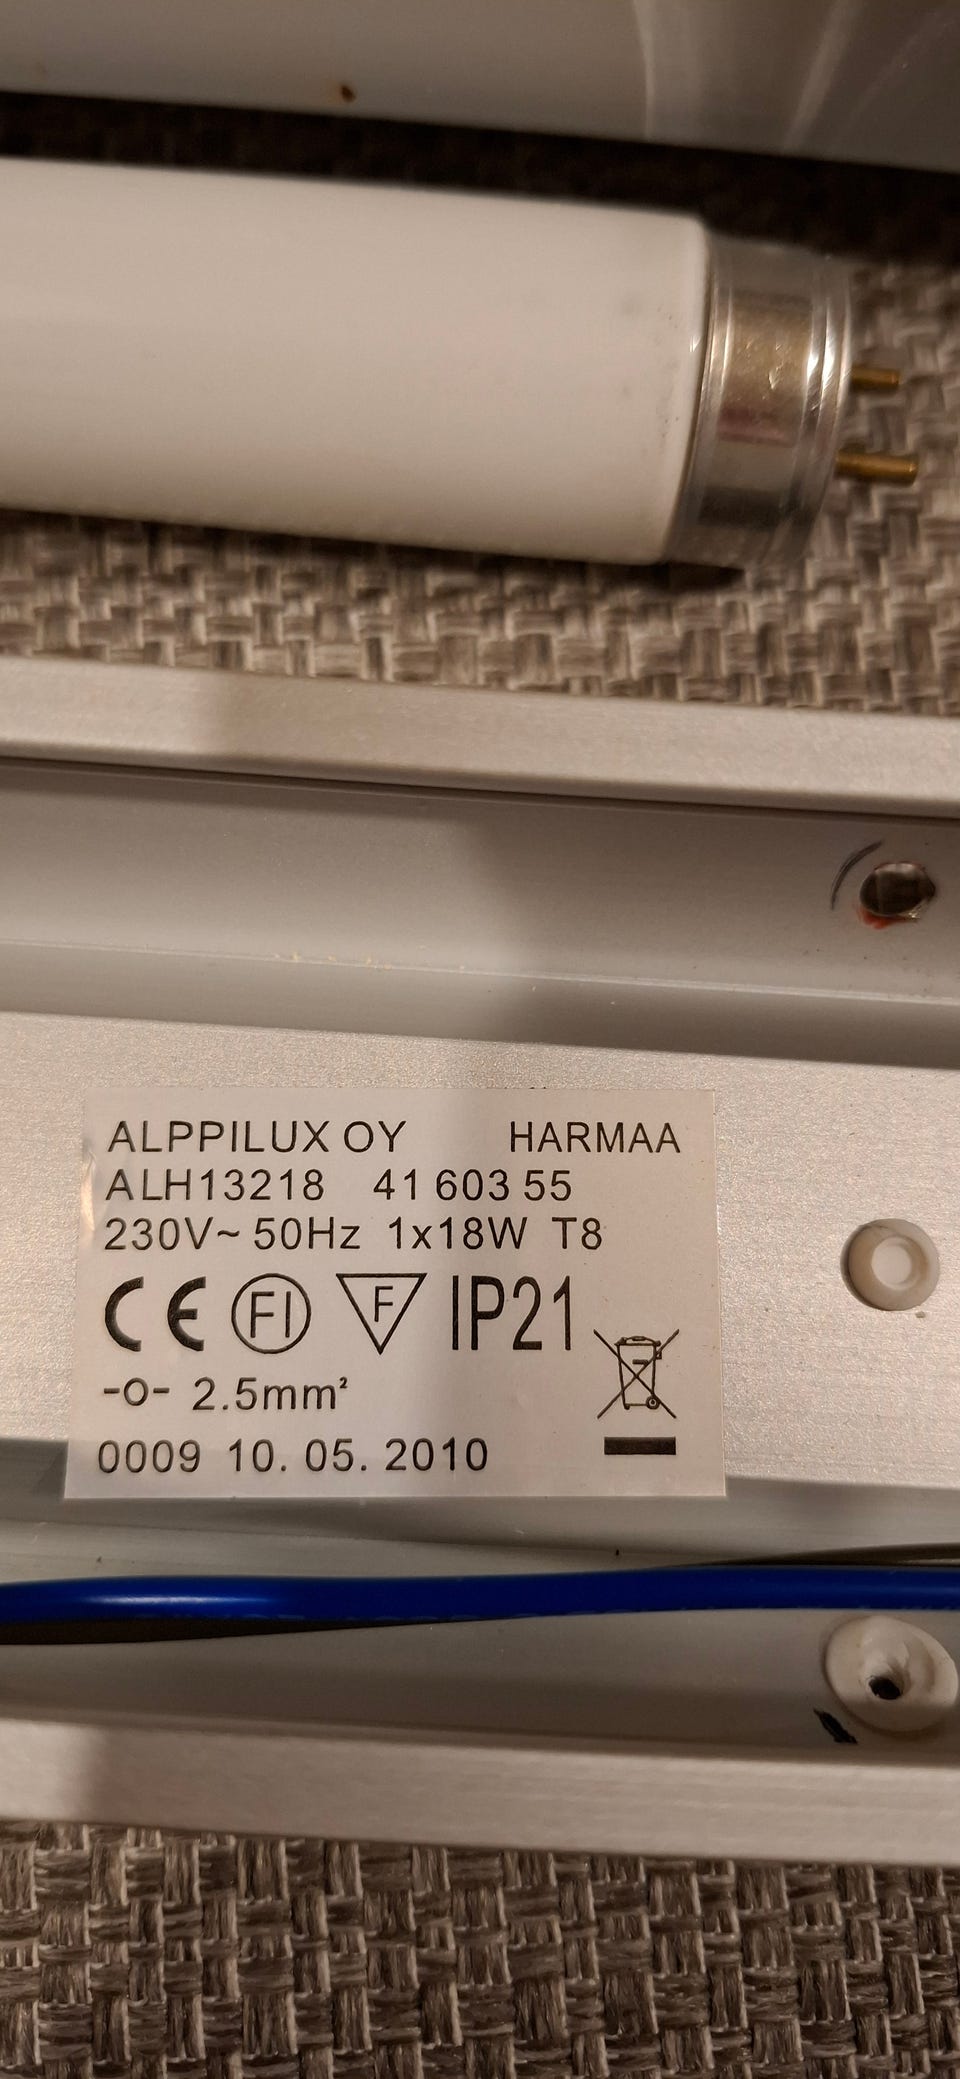 ALPPILUX OY HARMAA
ALH13218 41 603 55
230V~ 50Hz 1x18W T8
CE FI F IP21
-o- 2.5mm²
0009 10. 05. 2010